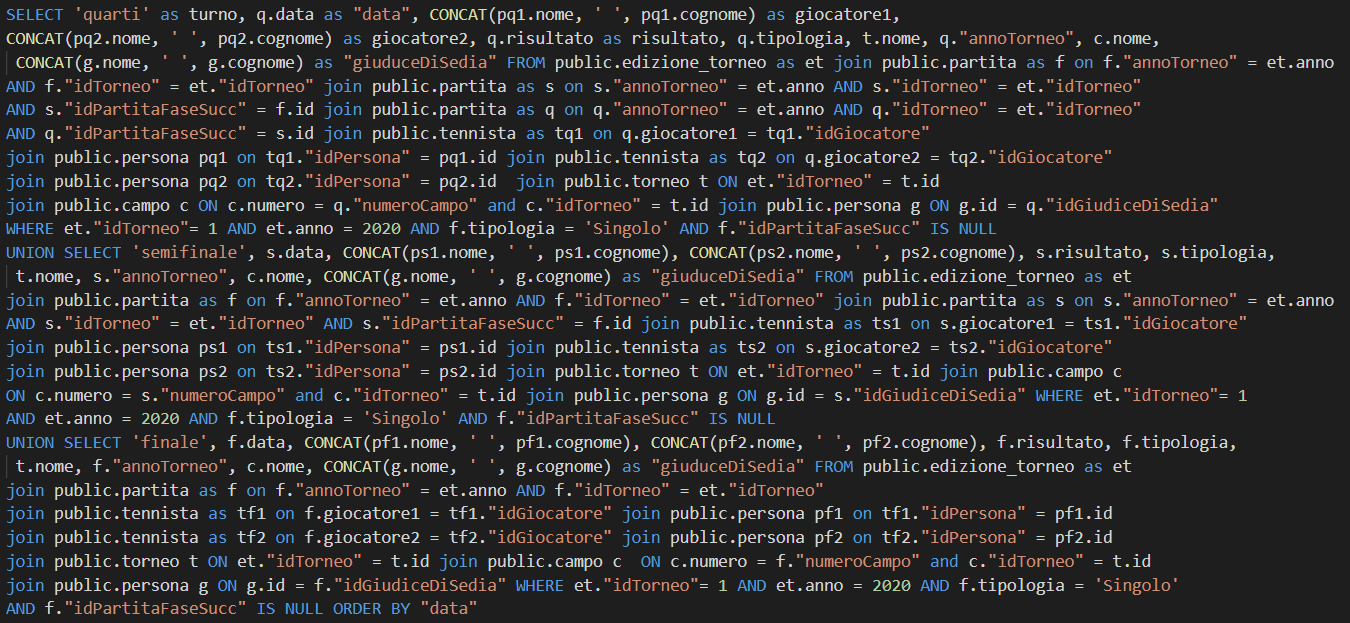 SELECT 'quarti' as turno, q.data as "data", CONCAT(pq1.nome, ' ', pq1.cognome) as giocatore1,
CONCAT(pq2.nome, ' ', pq2.cognome) as giocatore2, q.risultato as risultato, q.tipologia, t.nome, q."annoTorneo", c.nome,
CONCAT(g.nome, ' ', g.cognome) as "giuduceDiSedia" FROM public.edizione_torneo as et join public.partita as f on f."annoTorneo" = et.anno
AND f."idTorneo" = et."idTorneo" join public.partita as s on s."annoTorneo" = et.anno AND s."idTorneo" = et."idTorneo"
AND s."idPartitaFaseSucc" = f.id join public.partita as q on q."annoTorneo" = et.anno AND q."idTorneo" = et."idTorneo"
AND q."idPartitaFaseSucc" = s.id join public.tennista as tq1 on q.giocatore1 = tq1."idGiocatore"
join public.persona pq1 on tq1."idPersona" = pq1.id join public.tennista as tq2 on q.giocatore2 = tq2."idGiocatore"
join public.persona pq2 on tq2."idPersona" = pq2.id  join public.torneo t ON et."idTorneo" = t.id
join public.campo c ON c.numero = q."numeroCampo" and c."idTorneo" = t.id join public.persona g ON g.id = q."idGiudiceDiSedia"
WHERE et."idTorneo"= 1 AND et.anno = 2020 AND f.tipologia = 'Singolo' AND f."idPartitaFaseSucc" IS NULL
UNION SELECT 'semifinale', s.data, CONCAT(ps1.nome, ' ', ps1.cognome), CONCAT(ps2.nome, ' ', ps2.cognome), s.risultato, s.tipologia,
t.nome, s."annoTorneo", c.nome, CONCAT(g.nome, ' ', g.cognome) as "giuduceDiSedia" FROM public.edizione_torneo as et
join public.partita as f on f."annoTorneo" = et.anno AND f."idTorneo" = et."idTorneo" join public.partita as s on s."annoTorneo" = et.anno
AND s."idTorneo" = et."idTorneo" AND s."idPartitaFaseSucc" = f.id join public.tennista as ts1 on s.giocatore1 = ts1."idGiocatore"
join public.persona ps1 on ts1."idPersona" = ps1.id join public.tennista as ts2 on s.giocatore2 = ts2."idGiocatore"
join public.persona ps2 on ts2."idPersona" = ps2.id join public.torneo t ON et."idTorneo" = t.id join public.campo c
ON c.numero = s."numeroCampo" and c."idTorneo" = t.id join public.persona g ON g.id = s."idGiudiceDiSedia" WHERE et."idTorneo"= 1
AND et.anno = 2020 AND f.tipologia = 'Singolo' AND f."idPartitaFaseSucc" IS NULL
UNION SELECT 'finale', f.data, CONCAT(pf1.nome, ' ', pf1.cognome), CONCAT(pf2.nome, ' ', pf2.cognome), f.risultato, f.tipologia,
t.nome, f."annoTorneo", c.nome, CONCAT(g.nome, ' ', g.cognome) as "giuduceDiSedia" FROM public.edizione_torneo as et
join public.partita as f on f."annoTorneo" = et.anno AND f."idTorneo" = et."idTorneo"
join public.tennista as tf1 on f.giocatore1 = tf1."idGiocatore" join public.persona pf1 on tf1."idPersona" = pf1.id
join public.tennista as tf2 on f.giocatore2 = tf2."idGiocatore" join public.persona pf2 on tf2."idPersona" = pf2.id
join public.torneo t ON et."idTorneo" = t.id join public.campo c  ON c.numero = f."numeroCampo" and c."idTorneo" = t.id
join public.persona g ON g.id = f."idGiudiceDiSedia" WHERE et."idTorneo"= 1 AND et.anno = 2020 AND f.tipologia = 'Singolo'
AND f."idPartitaFaseSucc" IS NULL ORDER BY "data"